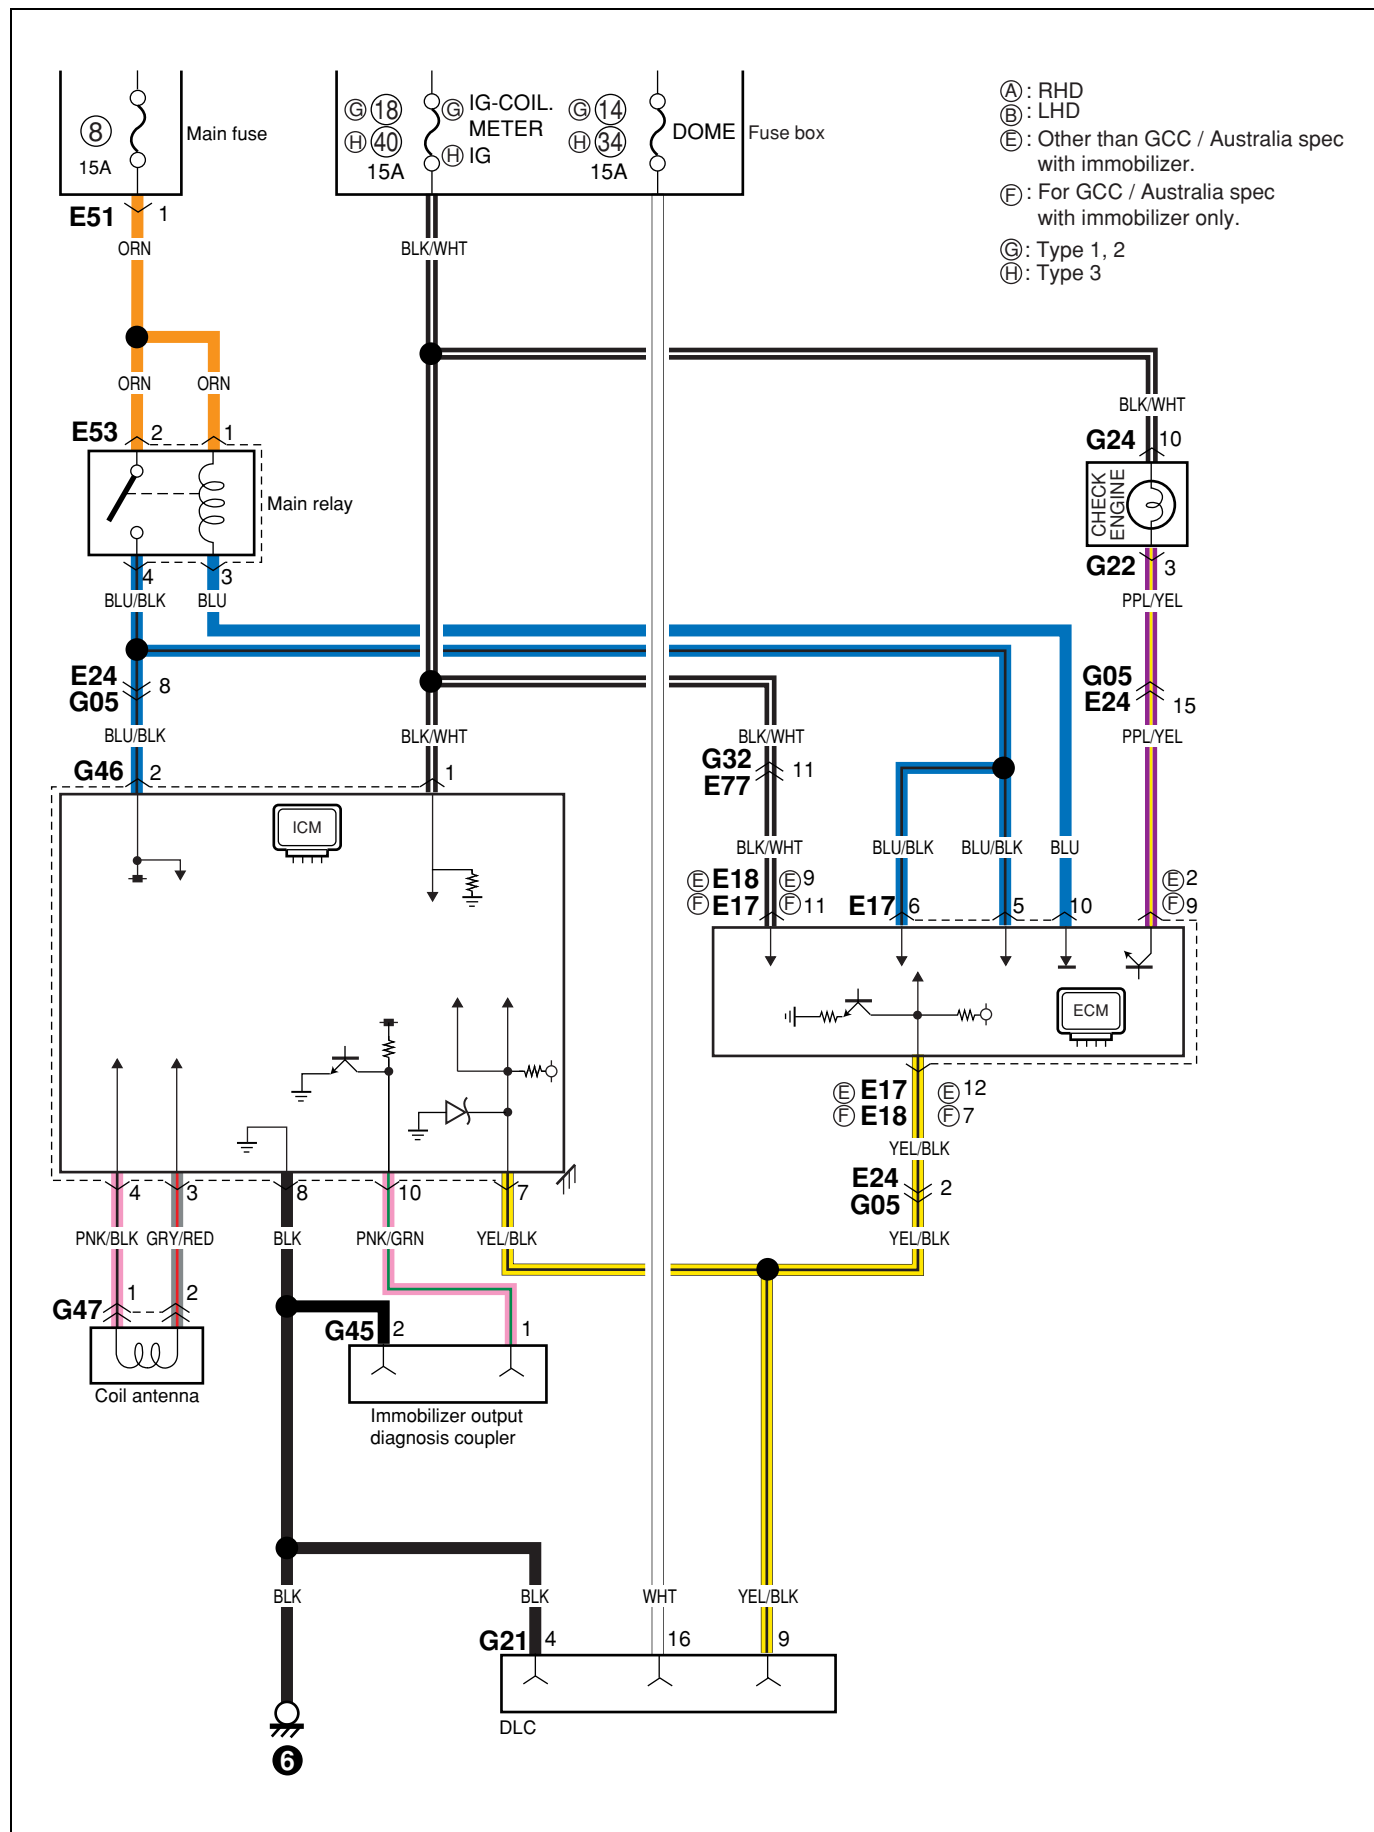 8
15A
Main fuse
G 18
H 40
15A
G IG-COIL.
METER
H IG
G 14
H 34
15A
DOME
Fuse box
A : RHD
B : LHD
E : Other than GCC / Australia spec
with immobilizer.
F : For GCC / Australia spec
with immobilizer only.
G : Type 1, 2
H : Type 3
E51 1
ORN
BLK/WHT
ORN ORN
BLK/WHT
E53 2 1
G24 10
Main relay
CHECK
ENGINE
4 3
G22 3
BLU/BLK BLU
PPL/YEL
E24
G05
8
G05
E24
15
BLU/BLK
BLK/WHT
BLK/WHT
PPL/YEL
G46 2 1
G32
E77
11
ICM
BLK/WHT BLU/BLK BLU/BLK BLU
E E18 E 9
F E17 F 11
E17 6 5 10
E 2
F 9
ECM
E E17 E 12
F E18 F 7
YEL/BLK
E24
G05
2
4 3 8 10 7
PNK/BLK GRY/RED BLK PNK/GRN YEL/BLK YEL/BLK
G47 1 2
G45 2 1
Coil antenna
Immobilizer output
diagnosis coupler
BLK BLK WHT YEL/BLK
G21 4 16 9
DLC
6